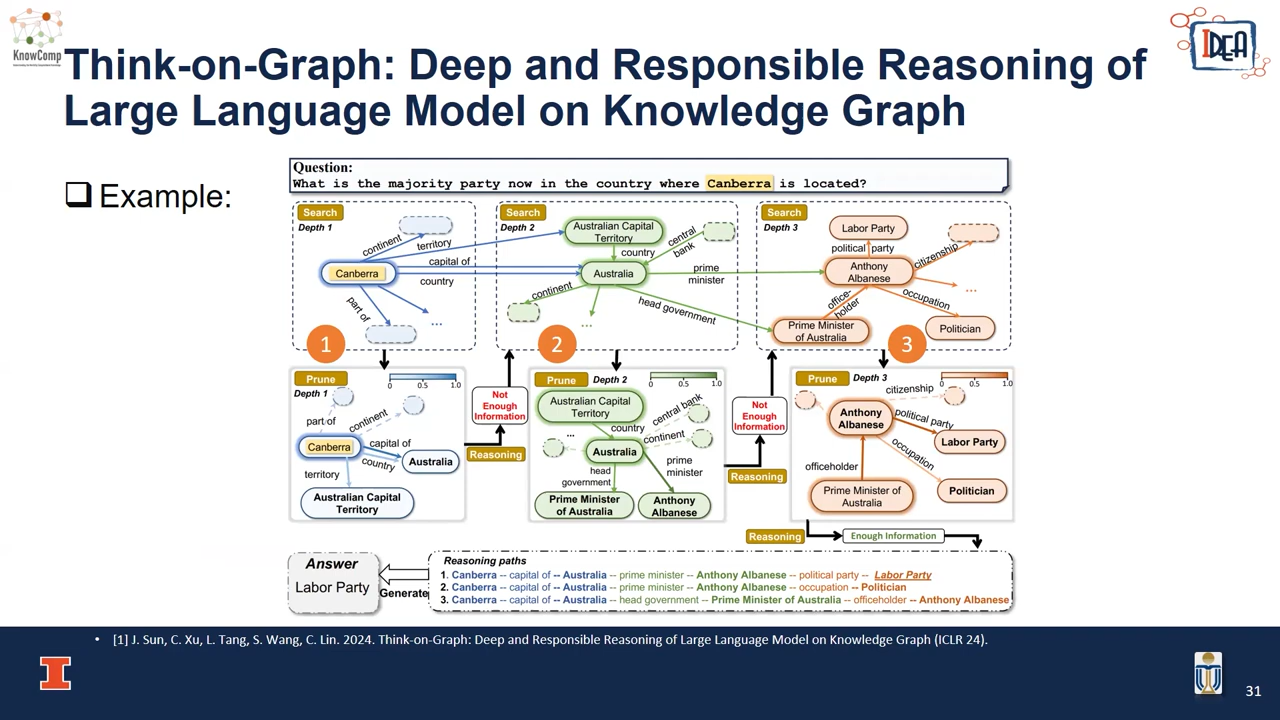 KnowComp
IDEA
Think-on-Graph: Deep and Responsible Reasoning of
Large Language Model on Knowledge Graph
❑ Example:
Question:
What is the majority party now in the country where Canberra is located?
Search
Depth 1
continent
territory
capital of
Canberra
country
part of
...
1
Search
Depth 2
Australian Capital
Territory
central
bank
country
Australia
prime
minister
continent
head government
...
2
Search
Depth 3
Labor Party
political party
citizenship
Anthony
Albanese
...
office-
holder
occupation
Prime Minister
of Australia
Politician
3
Prune
Depth 1
0 0.5 1.0
part of
continent
Canberra
capital of
country
Australia
territory
Australian Capital
Territory
Not
Enough
Information
Reasoning
Prune
Depth 2
0 0.5 1.0
Australian Capital
Territory
central bank
country
continent
...
Australia
head
government
prime
minister
Prime Minister
of Australia
Anthony
Albanese
Not
Enough
Information
Reasoning
Prune
Depth 3
citizenship
0 0.5 1.0
Anthony
Albanese
political party
Labor Party
occupation
officeholder
Prime Minister of
Australia
Politician
Reasoning
Enough Information
Answer
Labor Party
Generate
Reasoning paths
1. Canberra -- capital of -- Australia -- prime minister -- Anthony Albanese -- political party -- Labor Party
2. Canberra -- capital of -- Australia -- prime minister -- Anthony Albanese -- occupation -- Politician
3. Canberra -- capital of -- Australia -- head government -- Prime Minister of Australia -- officeholder -- Anthony Albanese
• [1] J. Sun, C. Xu, L. Tang, S. Wang, C. Lin. 2024. Think-on-Graph: Deep and Responsible Reasoning of Large Language Model on Knowledge Graph (ICLR 24).
I
31